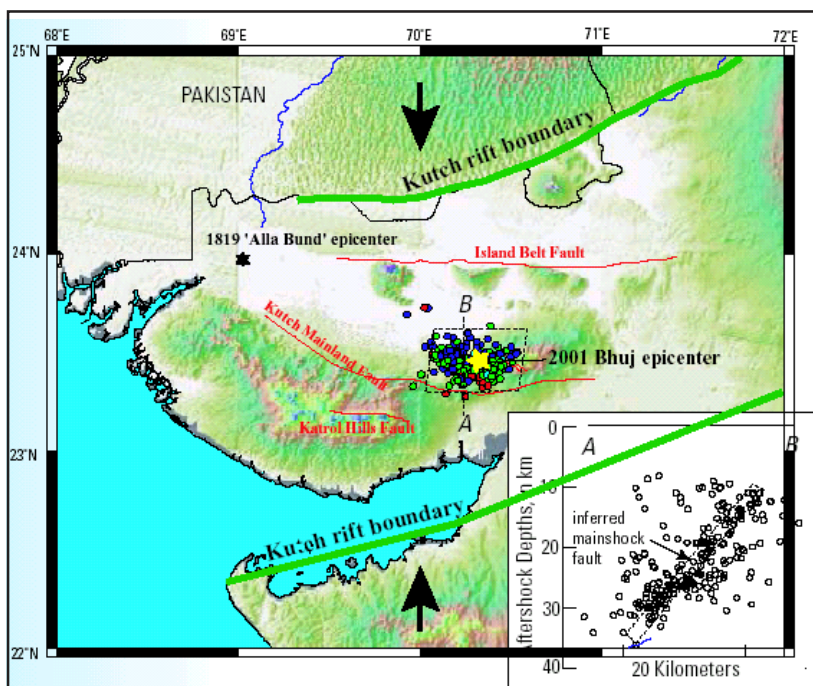 68°E 69°E 70°E 71°E 72°E
25°N
PAKISTAN
Kutch rift boundary
24°N
1819 'Alla Bund' epicenter
Island Belt Fault
B
Kutch Mainland Fault
2001 Bhuj epicenter
A
Katrol Hills Fault
23°N
Kutch rift boundary
22°N
0
A B
10
20
30
40
Aftershock Depths, in km
inferred
mainshock
fault
20 Kilometers